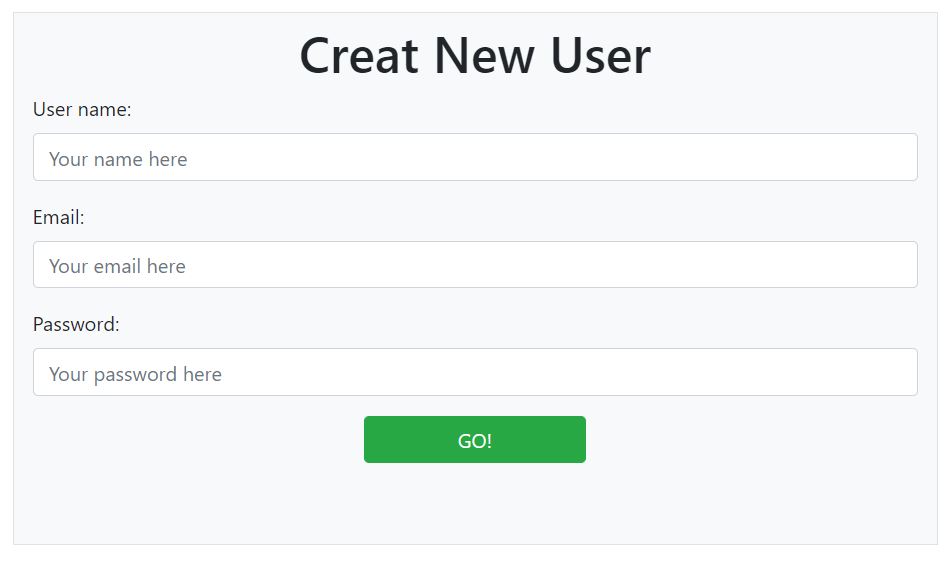 Creat New User
User name:
Your name here
Email:
Your email here
Password:
Your password here
GO!